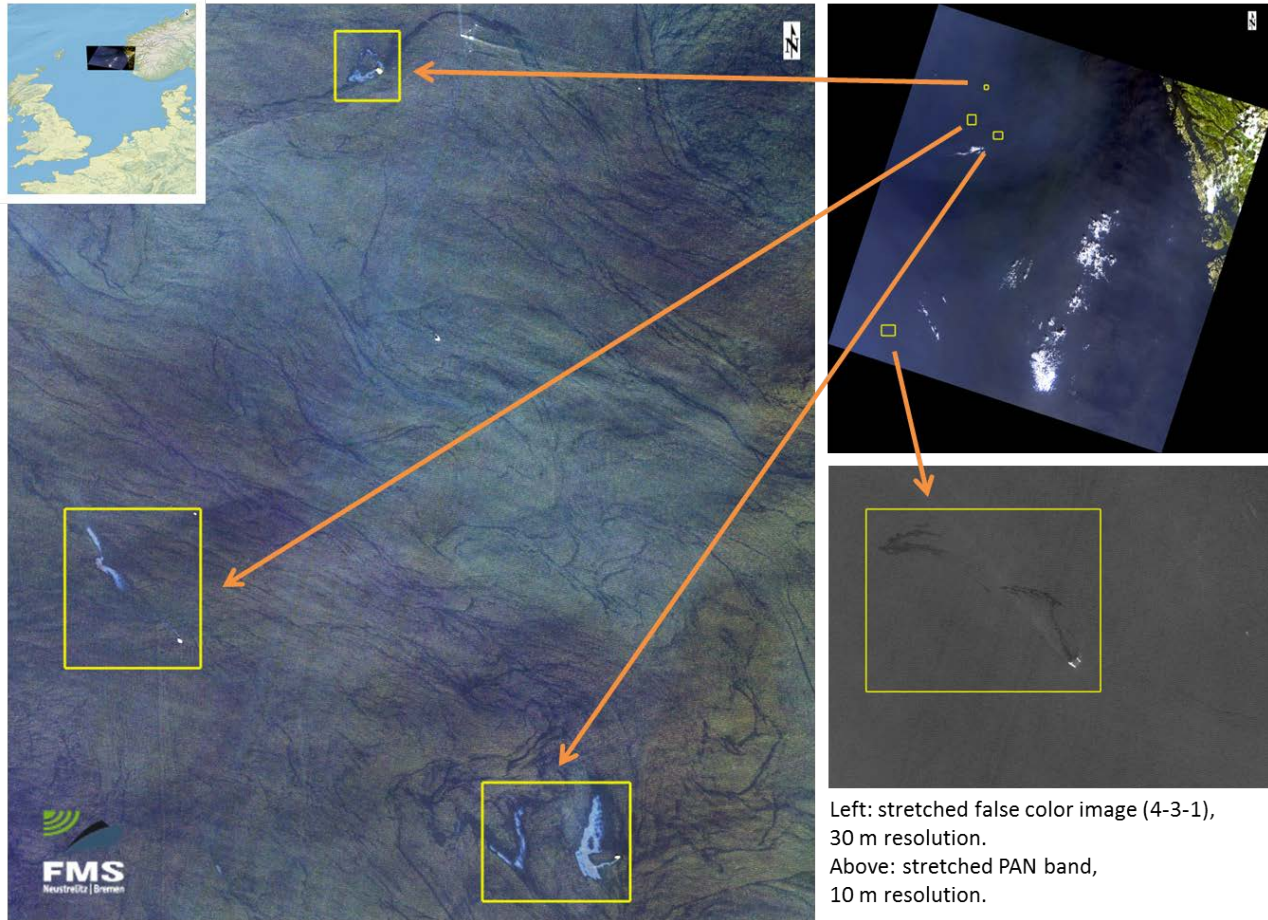 N
N
N
FMS
Neustrelitz | Bremen
Left: stretched false color image (4-3-1),
30 m resolution.
Above: stretched PAN band,
10 m resolution.